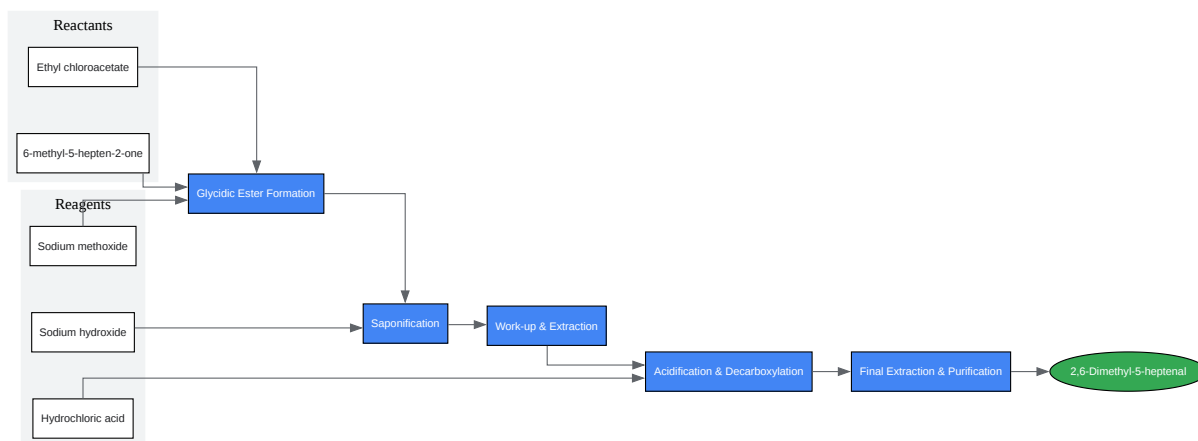 Reactants
Ethyl chloroacetate
6-methyl-5-hepten-2-one
Glycidic Ester Formation
Reagents
Sodium methoxide
Sodium hydroxide
Saponification
Work-up & Extraction
Acidification & Decarboxylation
Final Extraction & Purification
2,6-Dimethyl-5-heptenal
Hydrochloric acid